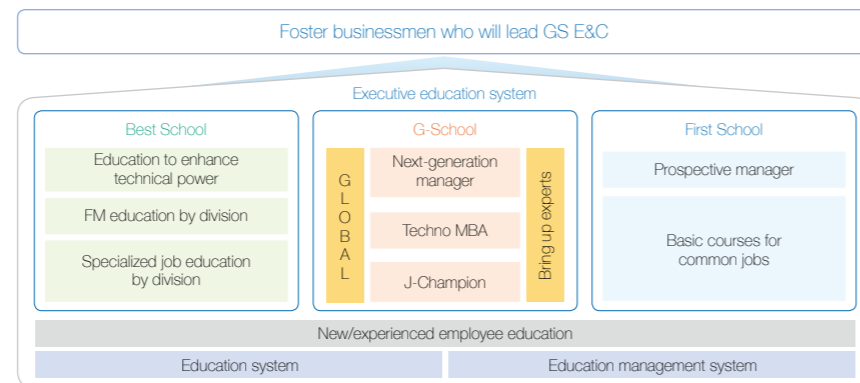 Foster businessmen who will lead GS E&C
Executive education system
Best School
Education to enhance
technical power
FM education by division
Specialized job education
by division
G-School
GLOBAL
Next-generation
manager
Techno MBA
J-Champion
Bring up experts
First School
Prospective manager
Basic courses for
common jobs
New/experienced employee education
Education system
Education management system